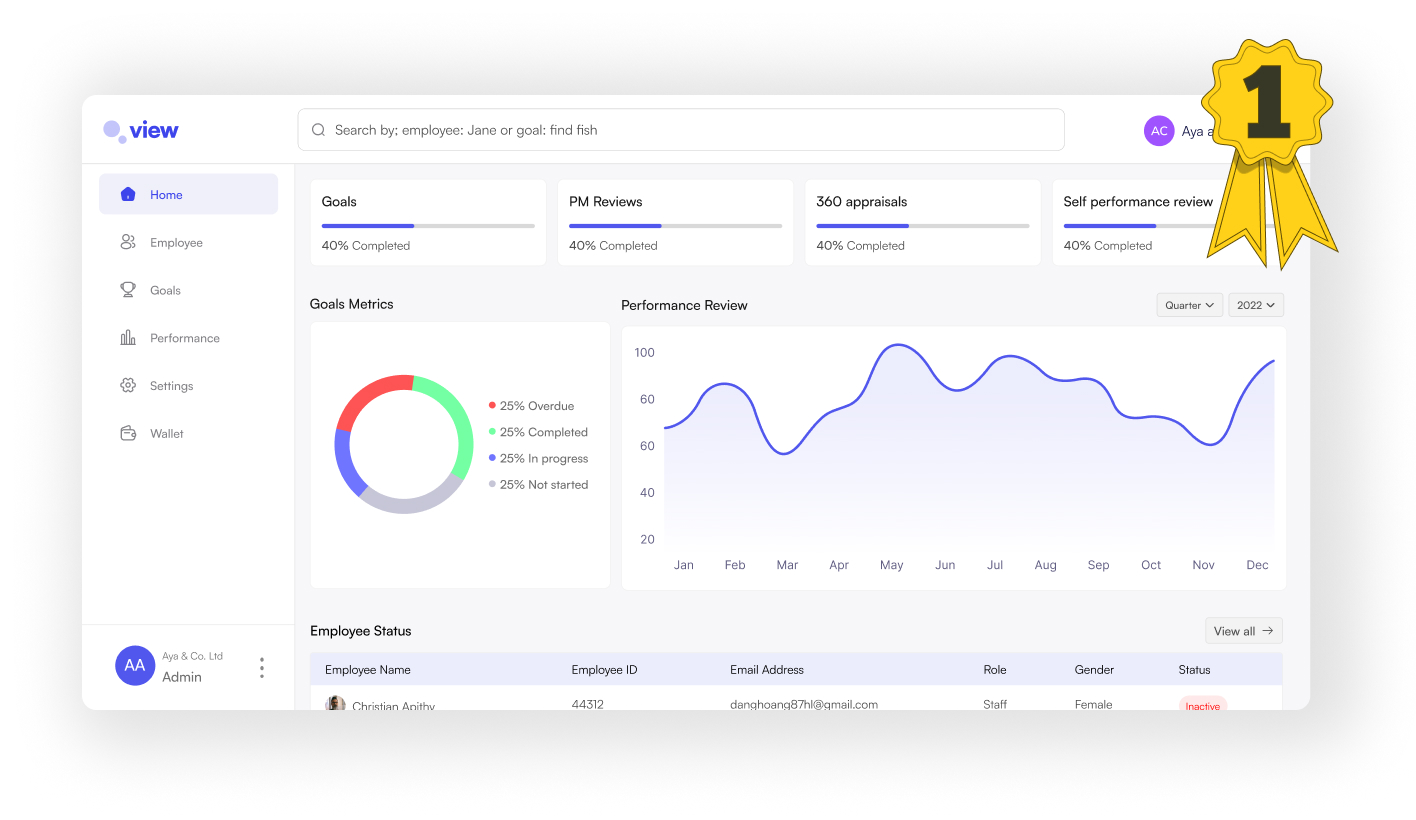 view
Search by; employee: Jane or goal: find fish
AC
Aya a
1
Home
Employee
Goals
Performance
Settings
Wallet
AA
Aya & Co. Ltd
Admin
Goals
40% Completed
PM Reviews
40% Completed
360 appraisals
40% Completed
Self performance review
40% Completed
Goals Metrics
25% Overdue
25% Completed
25% In progress
25% Not started
Performance Review
Quarter
2022
100
60
60
40
20
Jan Feb Mar Apr May Jun Jul Aug Sep Oct Nov Dec
Employee Status
View all
Employee Name Employee ID Email Address Role Gender Status
Christian Apithy 44312 danghoang87hl@gmail.com Staff Female Inactive